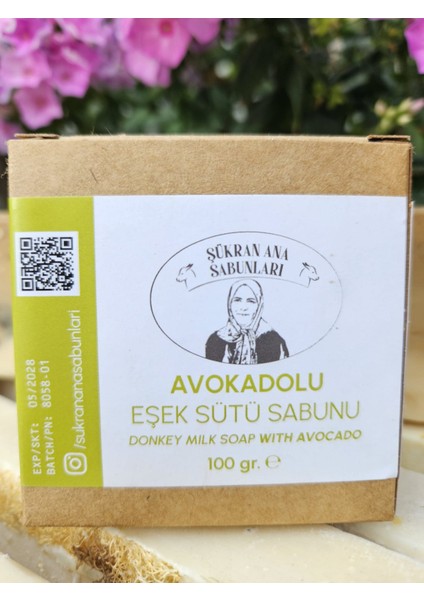 ŞÜKRAN ANA
SABUNLARI
AVOKADOLU
EŞEK SÜTÜ SABUNU
DONKEY MILK SOAP WITH AVOCADO
100 gr. ℮
EXP/SKT: 05/2028
BATCH/PN: 8058-01
/sukrananasabunlari